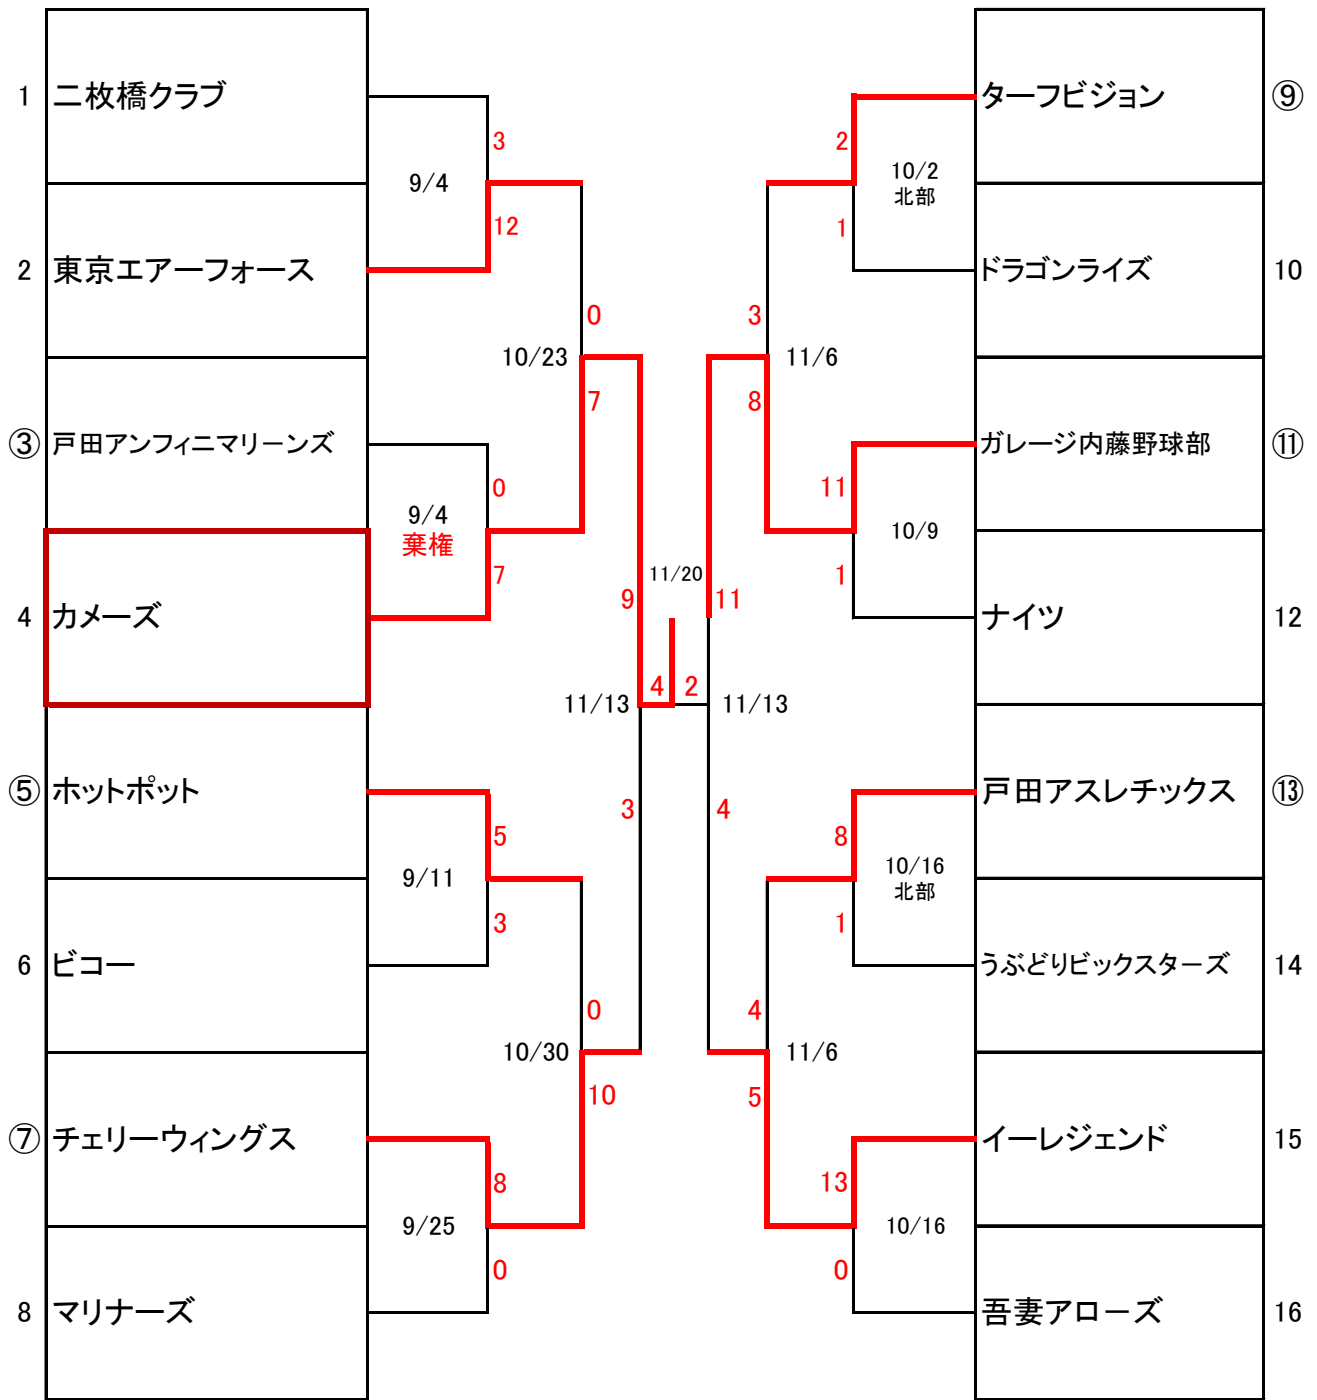 1 二枚橋クラブ
3
9/4
12
2 東京エアーフォース
0
10/23
7
③ 戸田アンフィニマリーンズ
0
9/4
棄権
7
4 カメーズ
9
11/13
3
⑤ ホットポット
5
9/11
3
6 ビコー
0
10/30
10
⑦ チェリーウィングス
8
9/25
0
8 マリナーズ
11/20
4 2
ターフビジョン ⑨
2
10/2
北部
1
ドラゴンライズ 10
3
11/6
8
ガレージ内藤野球部 ⑪
11
10/9
1
ナイツ 12
11
11/13
4
戸田アスレチックス ⑬
8
10/16
北部
1
うぶどりビックスターズ 14
4
11/6
5
イーレジェンド 15
13
10/16
0
吾妻アローズ 16